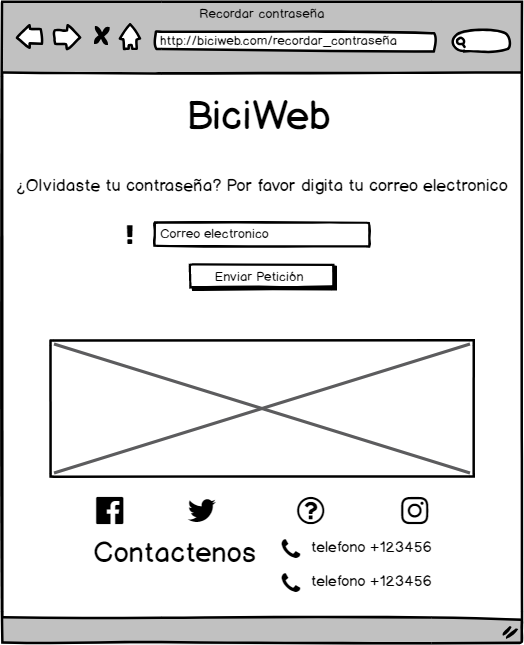 Recordar contraseña
http://biciweb.com/recordar_contraseña
BiciWeb
¿Olvidaste tu contraseña? Por favor digita tu correo electronico
! Correo electronico
Enviar Petición
Contactenos
telefono +123456
telefono +123456